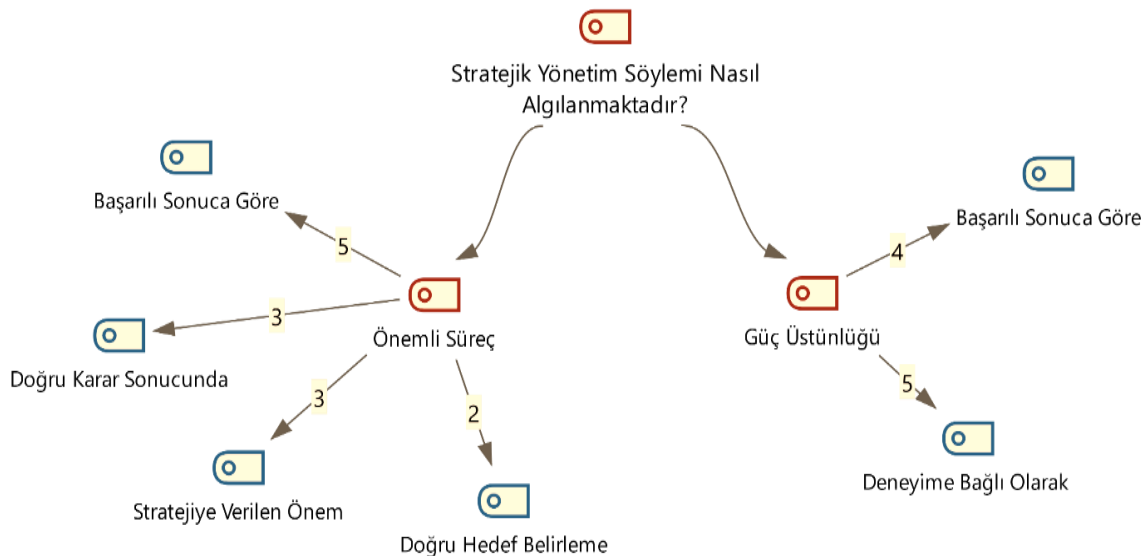 Stratejik Yönetim Söylemi Nasıl
Algılanmaktadır?
Başarılı Sonuca Göre
Başarılı Sonuca Göre
5
4
3
Önemli Süreç
Güç Üstünlüğü
Doğru Karar Sonucunda
3
2
5
Stratejiye Verilen Önem
Doğru Hedef Belirleme
Deneyime Bağlı Olarak